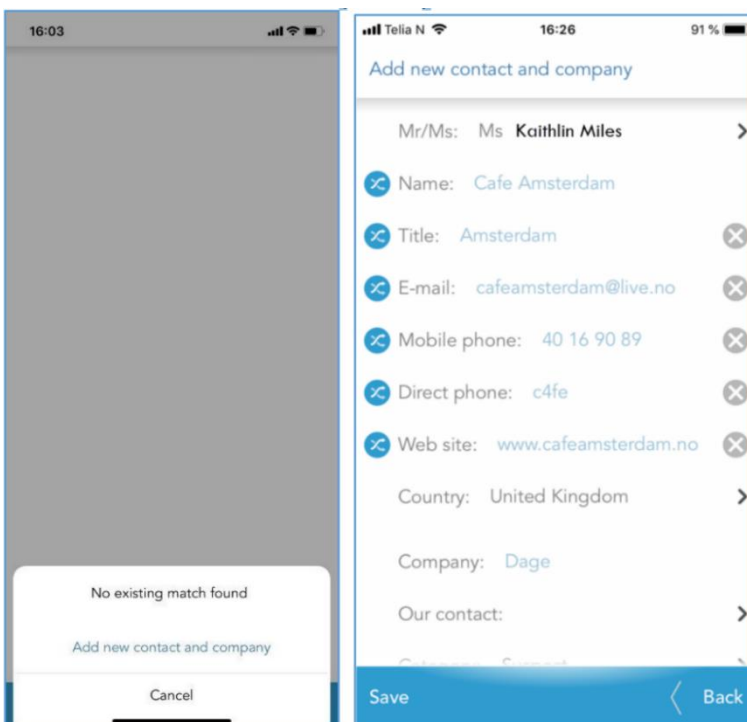 16:03
No existing match found
Add new contact and company
Cancel
Telia N 16:26 91 %
Add new contact and company
Mr/Ms: Ms Kaithlin Miles
Name: Cafe Amsterdam
Title: Amsterdam
E-mail: cafeamsterdam@live.no
Mobile phone: 40 16 90 89
Direct phone: c4fe
Web site: www.cafeamsterdam.no
Country: United Kingdom
Company: Dage
Our contact:
Save Back